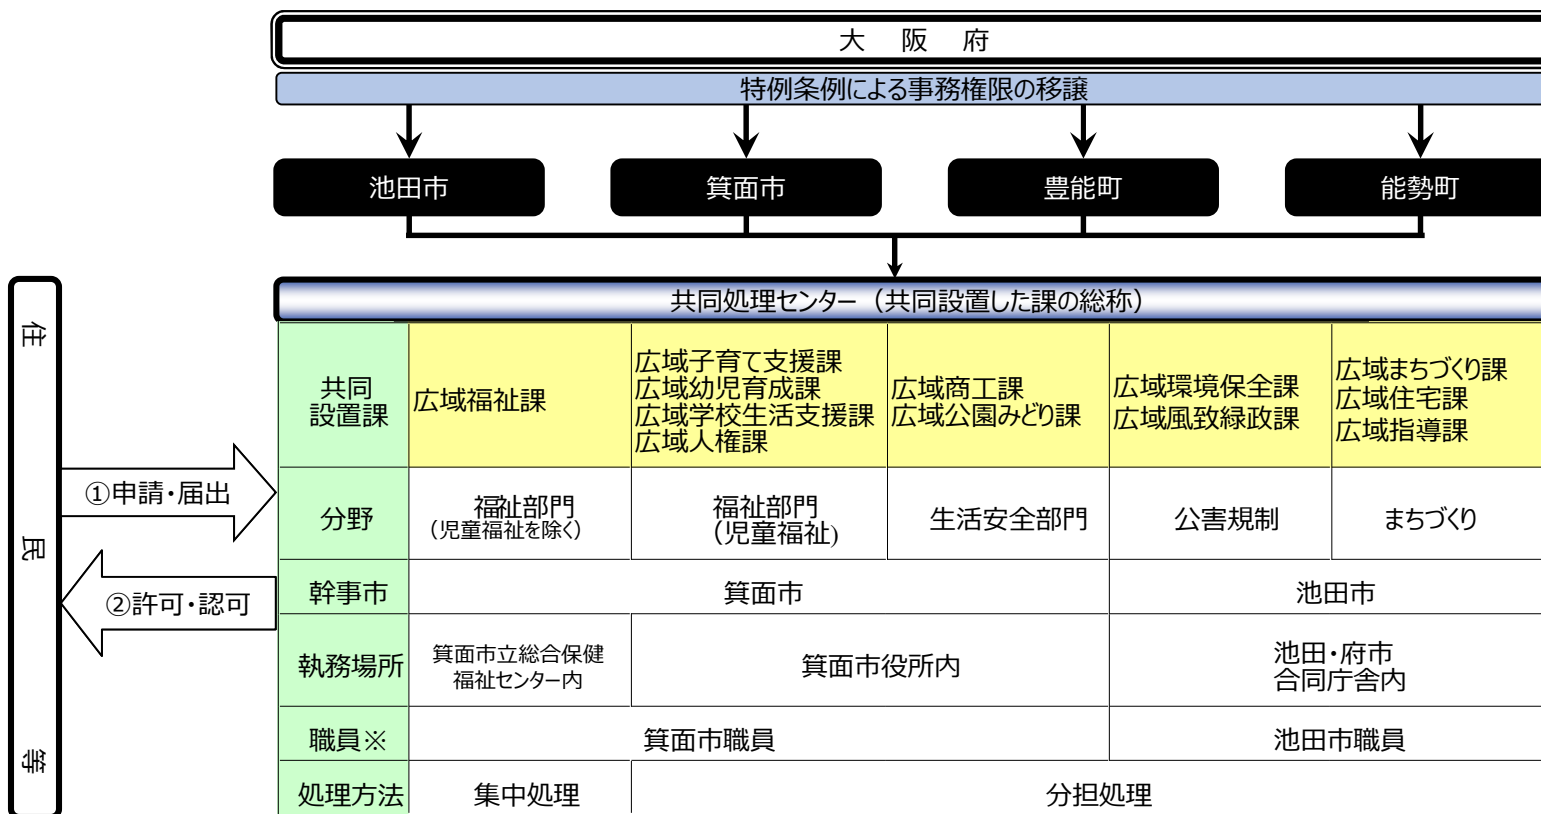 大阪府
特例条例による事務権限の移譲
池田市
箕面市
豊能町
能勢町
共同処理センター（共同設置した課の総称）
住民等
①申請・届出
②許可・認可
共同
設置課
広域福祉課
広域子育て支援課
広域幼児育成課
広域学校生活支援課
広域人権課
広域商工課
広域公園みどり課
広域環境保全課
広域風致緑政課
広域まちづくり課
広域住宅課
広域指導課
分野
福祉部門
（児童福祉を除く）
福祉部門
（児童福祉)
生活安全部門
公害規制
まちづくり
幹事市
箕面市
池田市
執務場所
箕面市立総合保健
福祉センター内
箕面市役所内
池田・府市
合同庁舎内
職員※
箕面市職員
池田市職員
処理方法
集中処理
分担処理